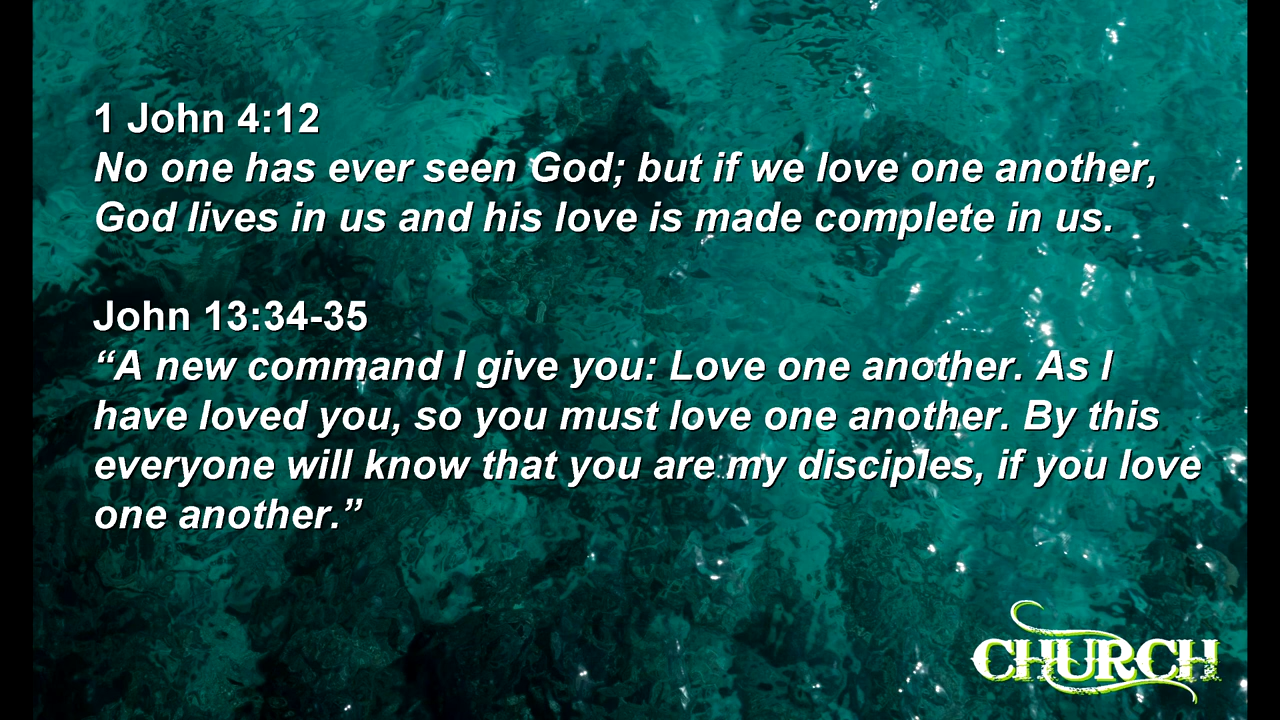 1 John 4:12
No one has ever seen God; but if we love one another,
God lives in us and his love is made complete in us.
John 13:34-35
“A new command I give you: Love one another. As I
have loved you, so you must love one another. By this
everyone will know that you are my disciples, if you love
one another.”
CHURCH